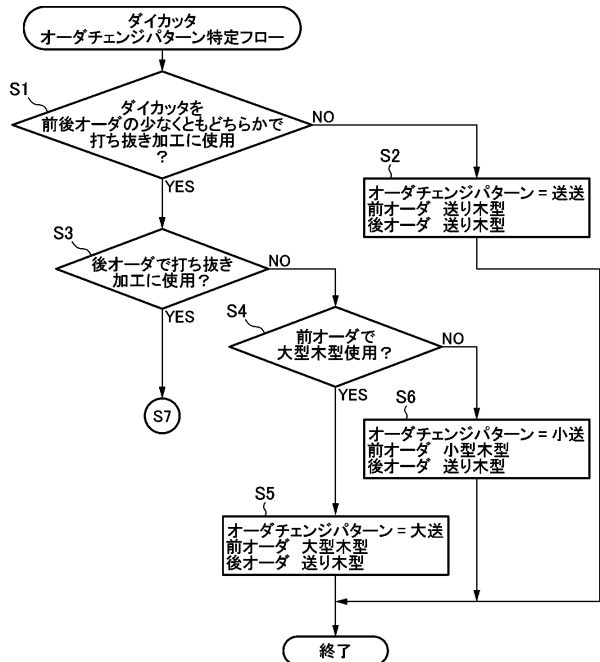 ダイカッタ
オーダチェンジパターン特定フロー
S1
ダイカッタを
前後オーダの少なくともどちらかで
打ち抜き加工に使用
?
NO
YES
S2
オーダチェンジパターン = 送送
前オーダ 送り木型
後オーダ 送り木型
S3
後オーダで打ち抜き
加工に使用?
NO
YES
S4
前オーダで
大型木型使用?
NO
YES
S7
S6
オーダチェンジパターン = 小送
前オーダ 小型木型
後オーダ 送り木型
S5
オーダチェンジパターン = 大送
前オーダ 大型木型
後オーダ 送り木型
終了